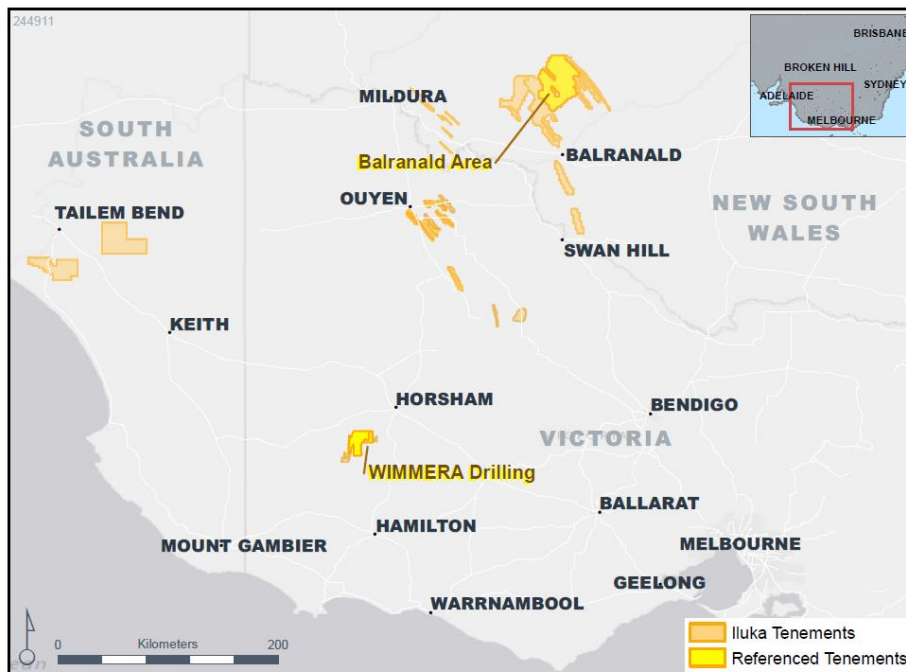 244911
BRISBANE
BROKEN HILL
SYDNEY
ADELAIDE
MELBOURNE
MILDURA
SOUTH
AUSTRALIA
Balranald Area
BALRANALD
OUYEN
TAILEM BEND
NEW SOUTH
WALES
SWAN HILL
KEITH
HORSHAM
BENDIGO
VICTORIA
WIMMERA Drilling
BALLARAT
HAMILTON
MOUNT GAMBIER
MELBOURNE
GEELONG
WARRNAMBOOL
0 Kilometers 200
Iluka Tenements
Referenced Tenements